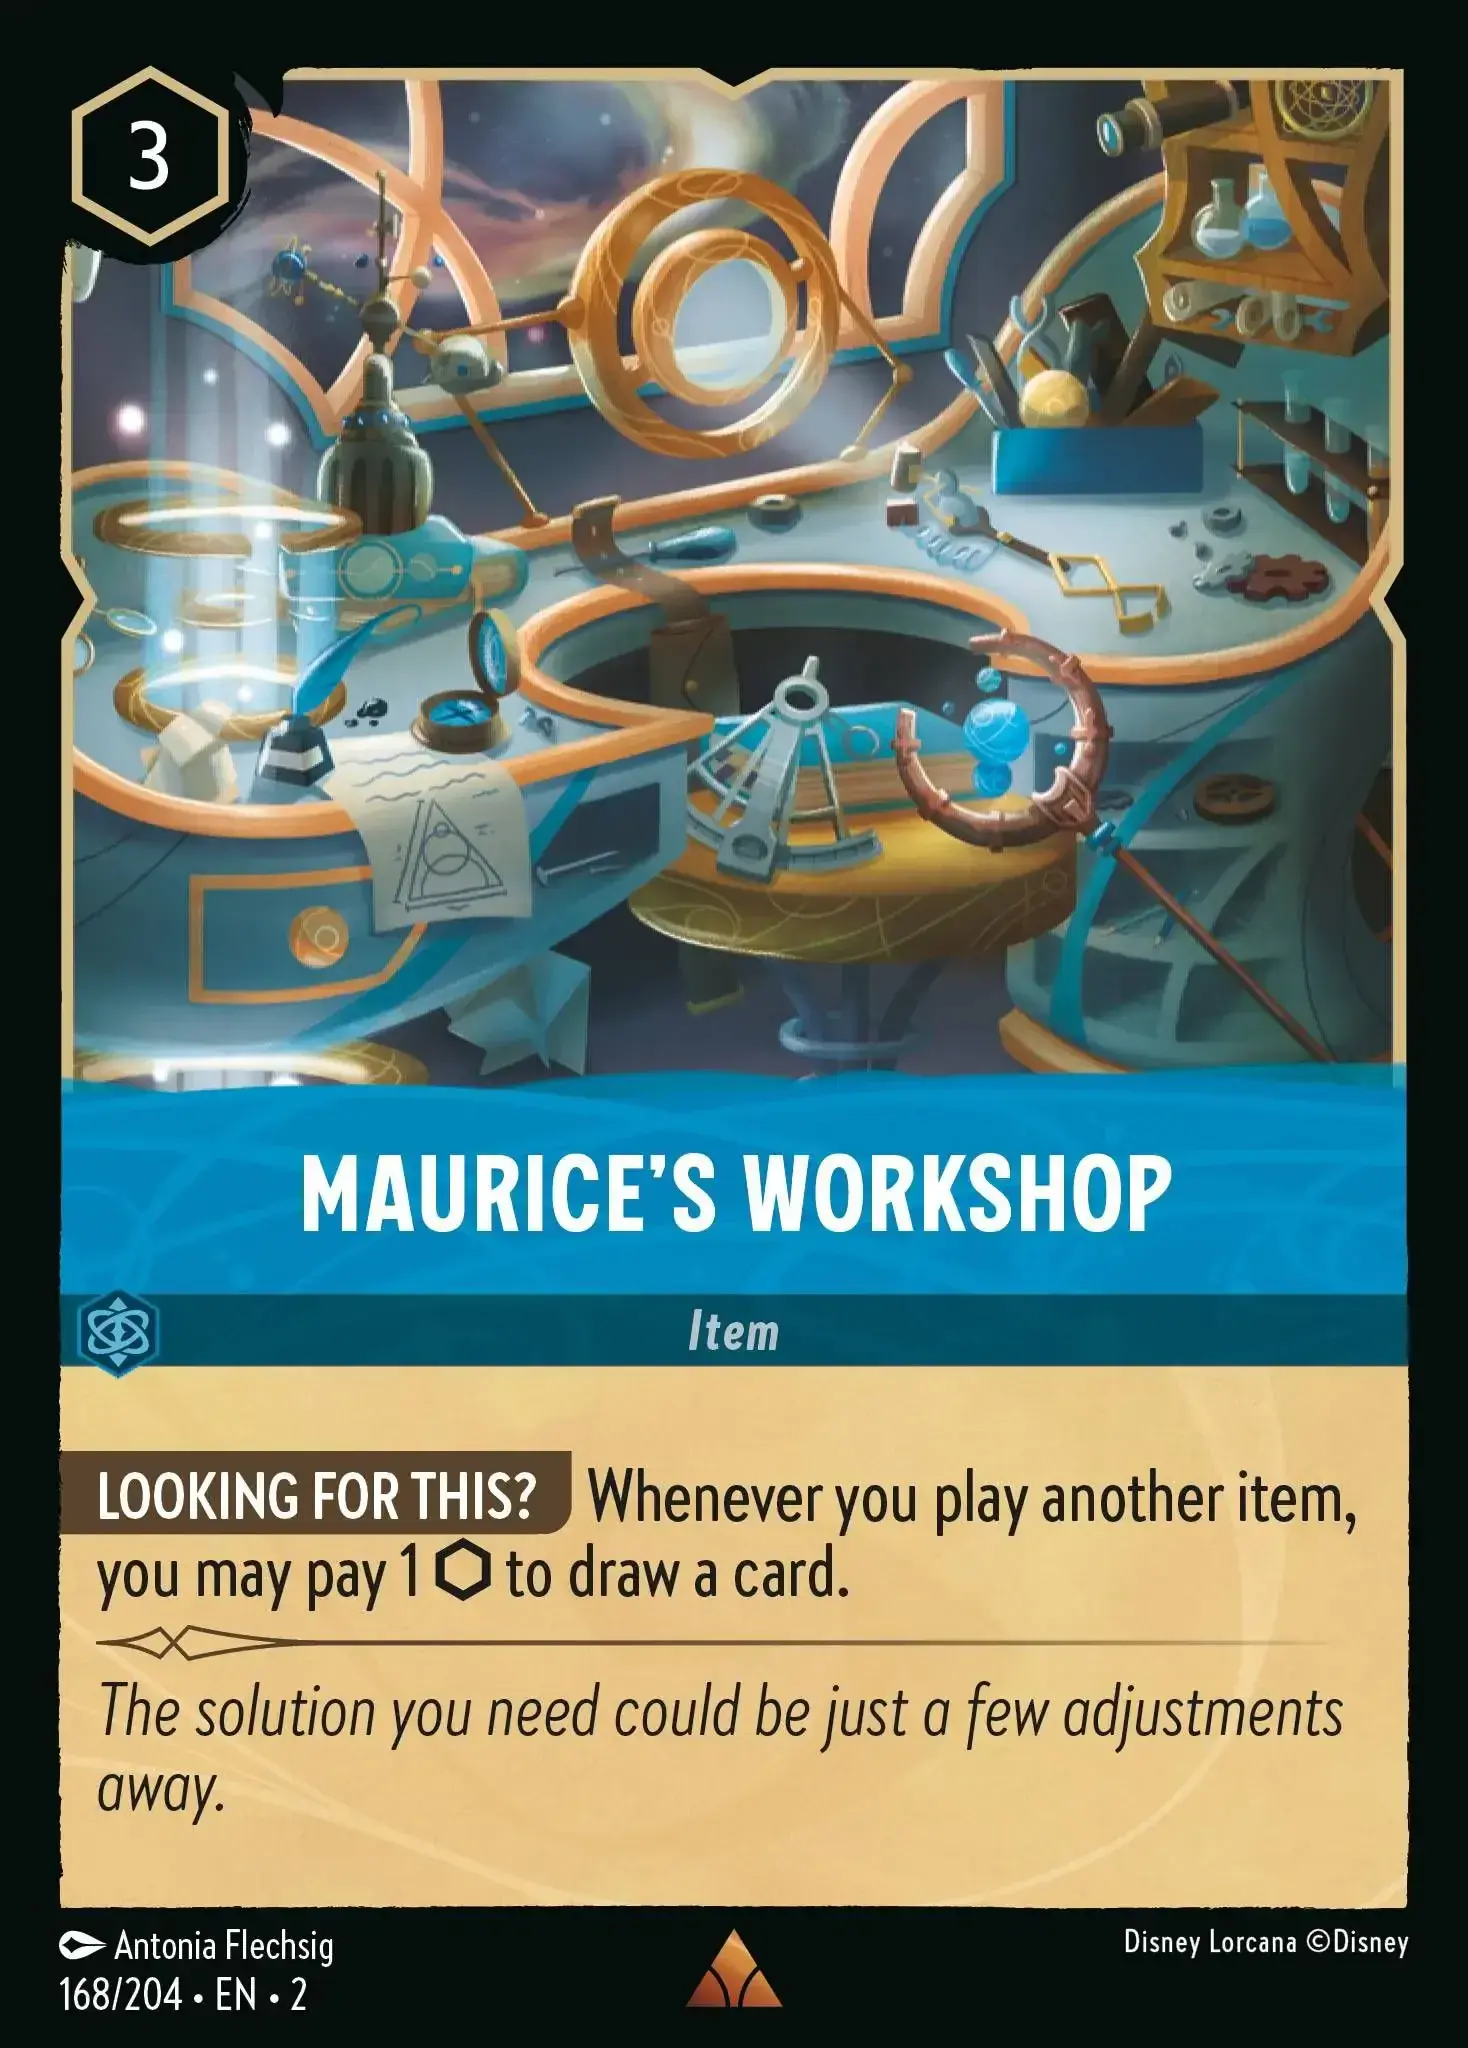 3
MAURICE’S WORKSHOP
Item
LOOKING FOR THIS? Whenever you play another item,
you may pay 1 ⬡ to draw a card.
The solution you need could be just a few adjustments
away.
Antonia Flechsig
168/204 • EN • 2
Disney Lorcana ©Disney